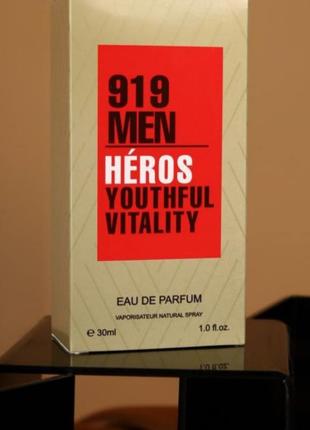 919
MEN
HÉROS
YOUTHFUL
VITALITY
EAU DE PARFUM
VAPORISATEUR NATURAL SPRAY
℮ 30ml 1.0 fl.oz.